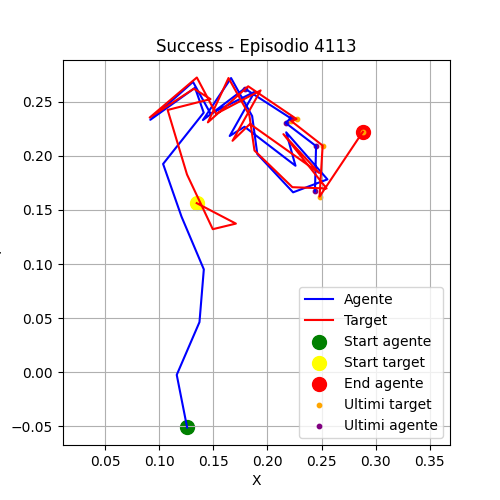 Success - Episodio 4113
0.25
0.20
0.15
0.10
0.05
0.00
−0.05
0.05
0.10
0.15
0.20
0.25
0.30
0.35
X
Agente
Target
Start agente
Start target
End agente
Ultimi target
Ultimi agente